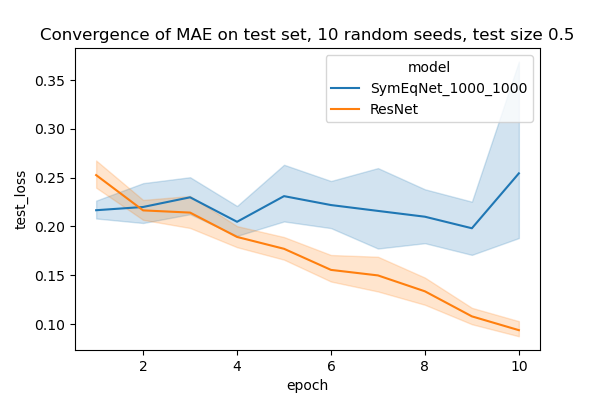 Convergence of MAE on test set, 10 random seeds, test size 0.5
model
SymEqNet_1000_1000
ResNet
test_loss
0.35
0.30
0.25
0.20
0.15
0.10
2
4
6
8
10
epoch